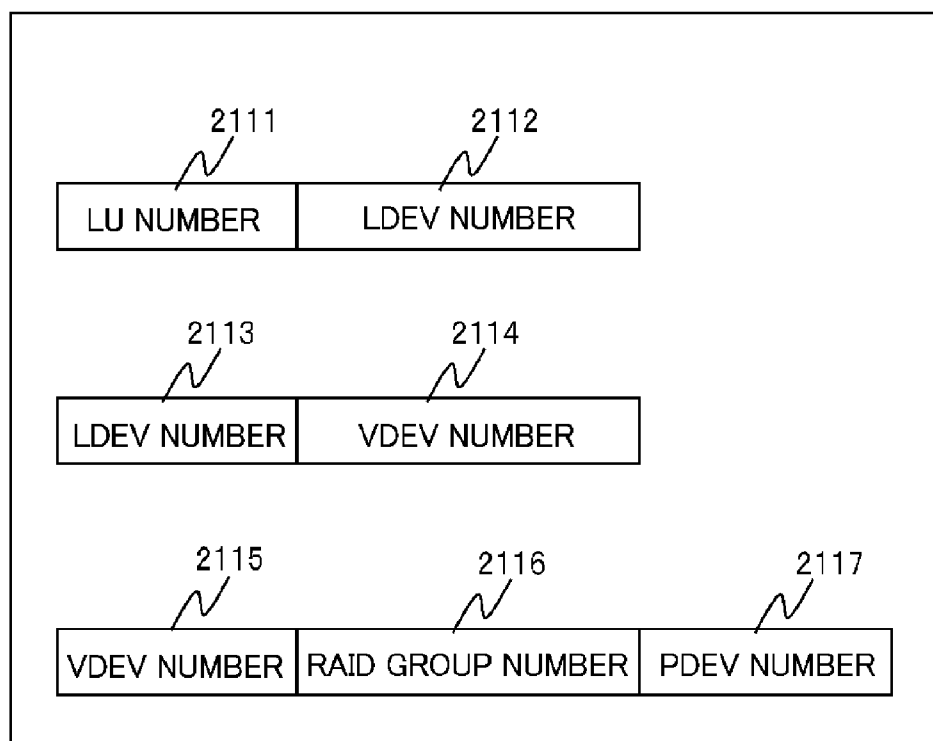 2111 2112
LU NUMBER LDEV NUMBER
2113 2114
LDEV NUMBER VDEV NUMBER
2115 2116 2117
VDEV NUMBER RAID GROUP NUMBER PDEV NUMBER